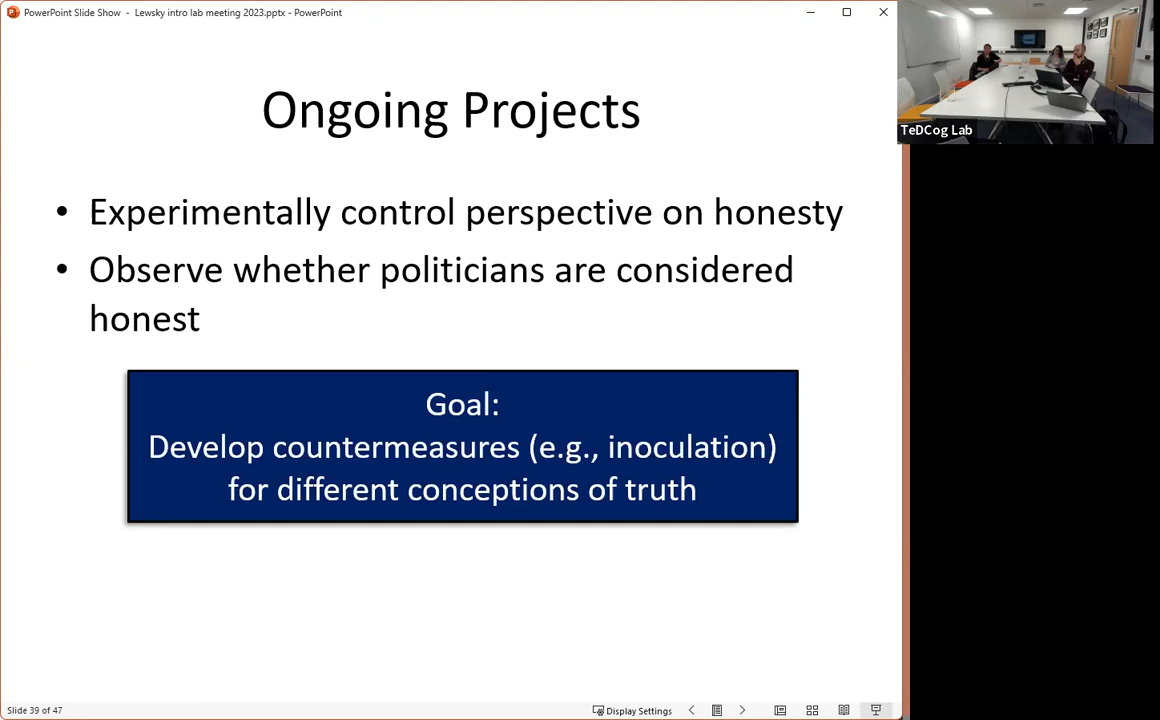 PowerPoint Slide Show - Lewsky intro lab meeting 2023.pptx - PowerPoint
TeDCog Lab
Ongoing Projects
• Experimentally control perspective on honesty
• Observe whether politicians are considered
honest
Goal:
Develop countermeasures (e.g., inoculation)
for different conceptions of truth
Slide 39 of 47
Display Settings